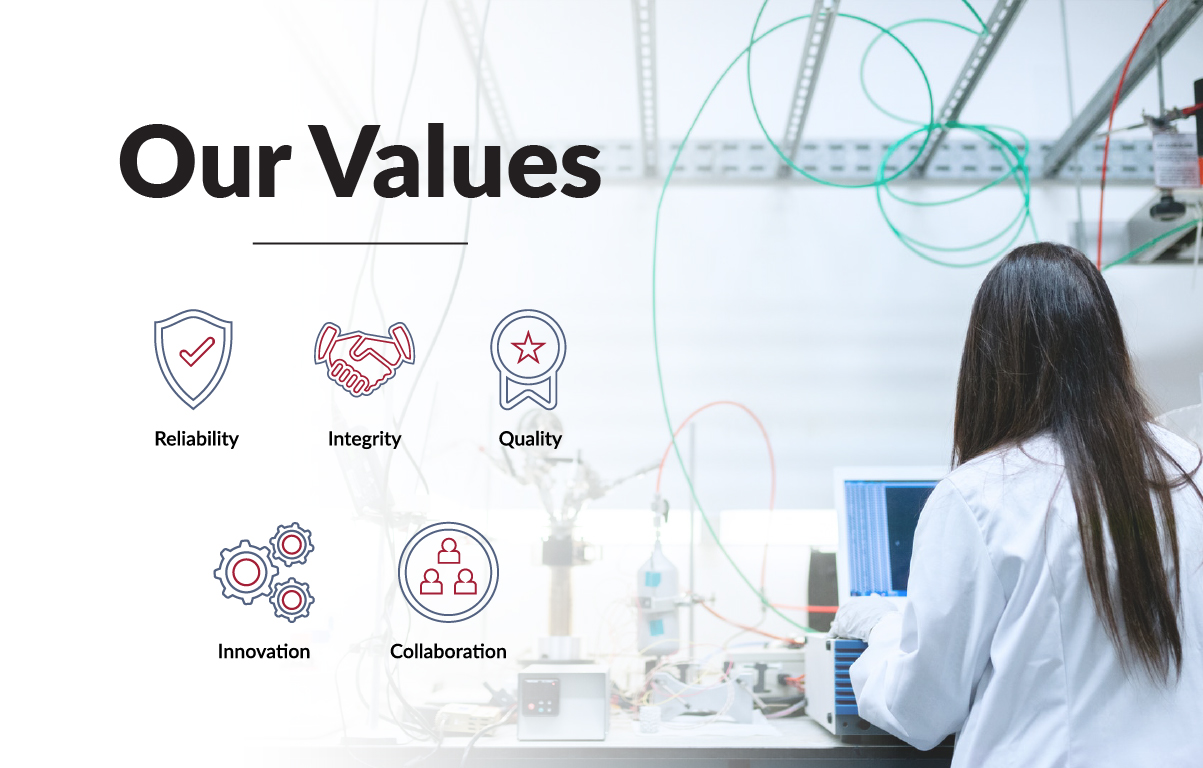 Our Values
Reliability
Integrity
Quality
Innovation
Collaboration